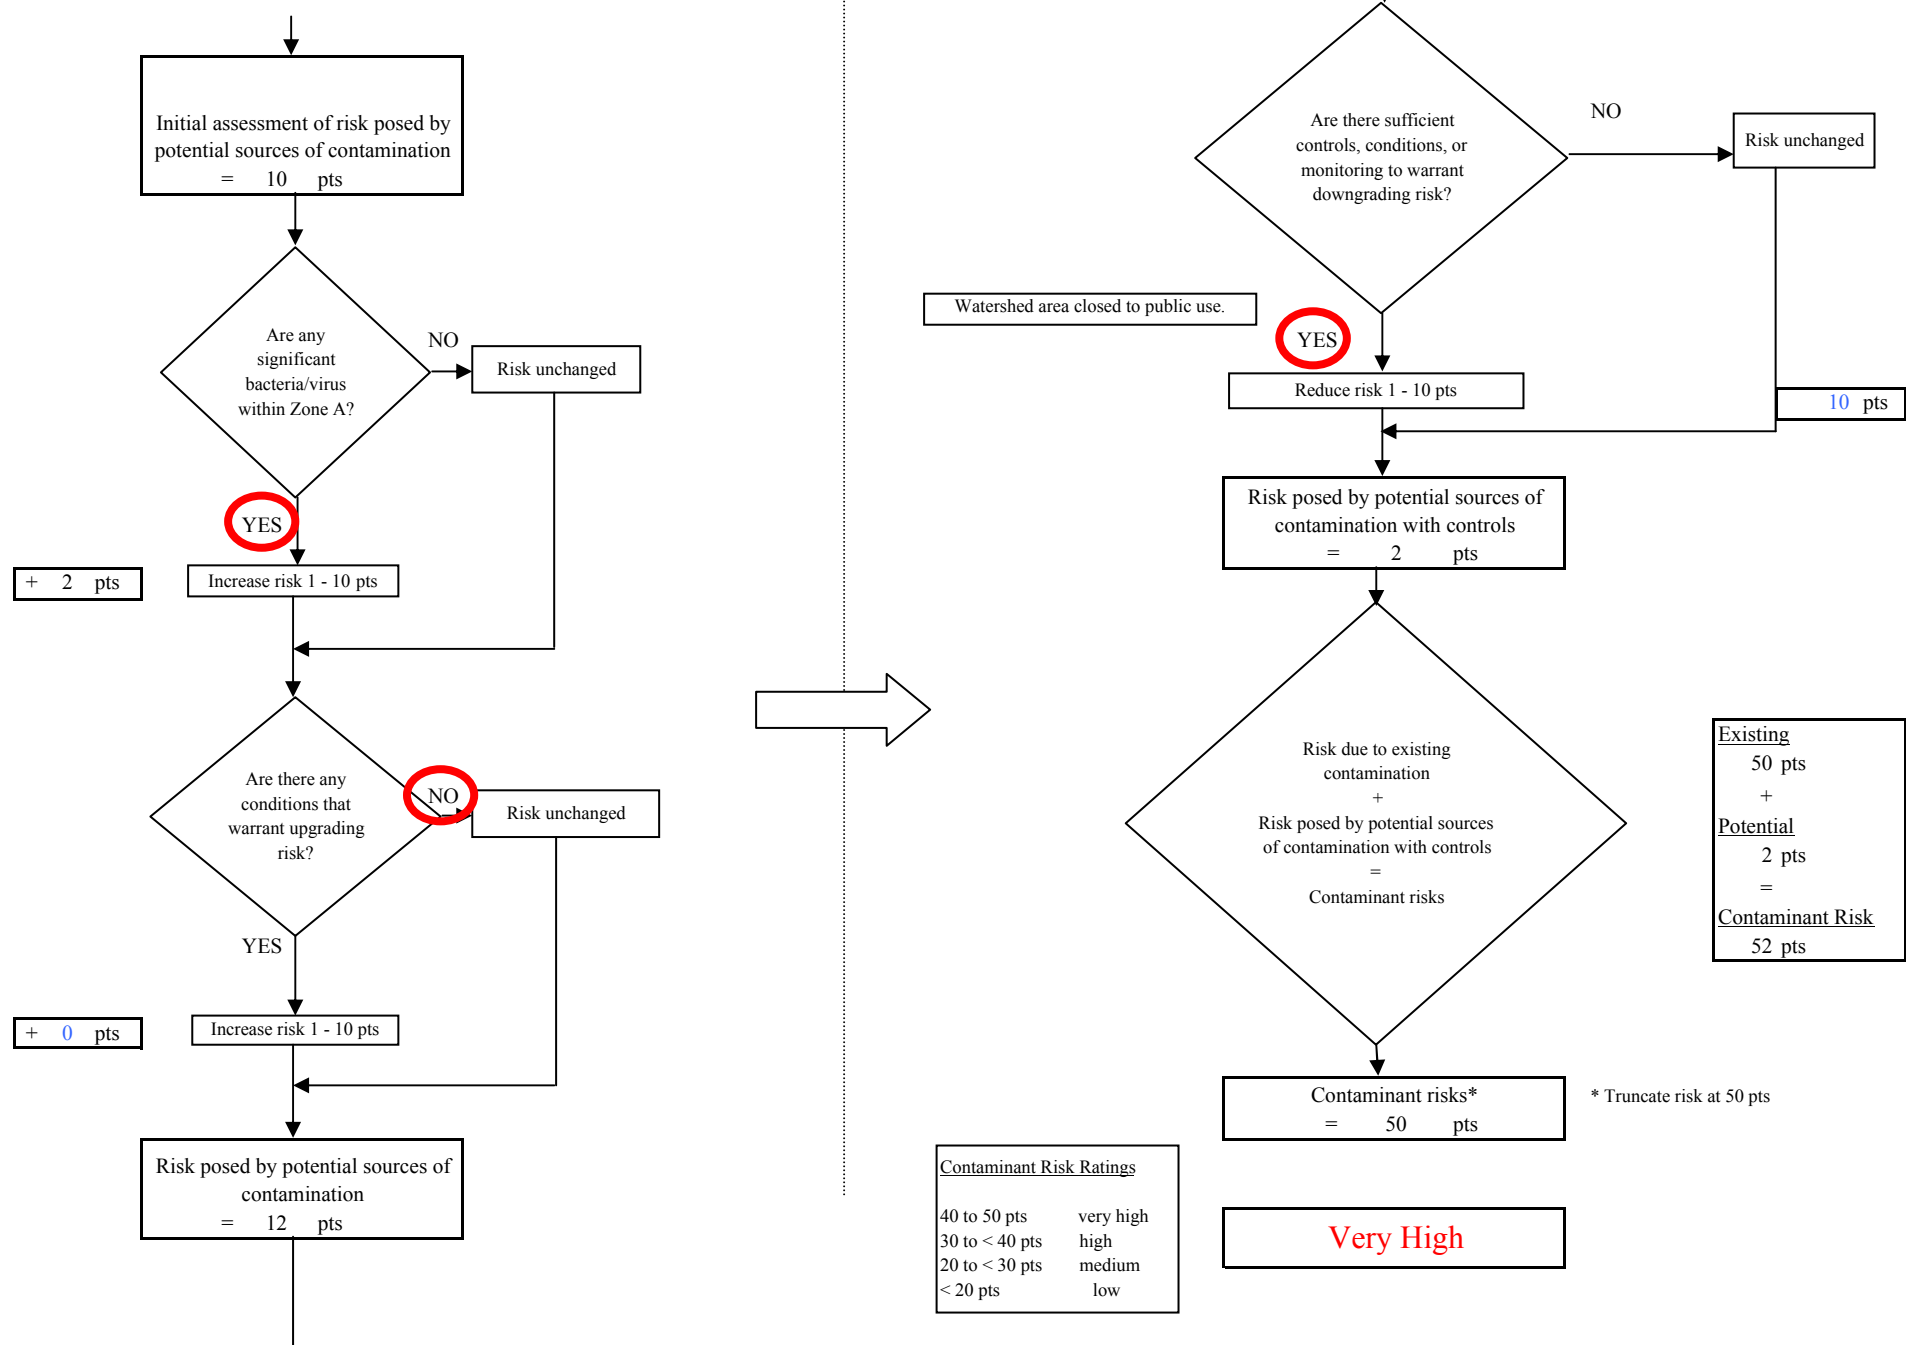 Initial assessment of risk posed by
potential sources of contamination
= 10 pts
Are any
significant
bacteria/virus
within Zone A?
NO
Risk unchanged
YES
+ 2 pts
Increase risk 1 - 10 pts
Are there any
conditions that
warrant upgrading
risk?
NO
Risk unchanged
YES
+ 0 pts
Increase risk 1 - 10 pts
Risk posed by potential sources of
contamination
= 12 pts
Are there sufficient
controls, conditions, or
monitoring to warrant
downgrading risk?
NO
Risk unchanged
Watershed area closed to public use.
YES
Reduce risk 1 - 10 pts
10 pts
Risk posed by potential sources of
contamination with controls
= 2 pts
Risk due to existing
contamination
+
Risk posed by potential sources
of contamination with controls
=
Contaminant risks
Existing
50 pts
+
Potential
2 pts
=
Contaminant Risk
52 pts
Contaminant risks*
= 50 pts
* Truncate risk at 50 pts
Contaminant Risk Ratings
40 to 50 pts very high
30 to < 40 pts high
20 to < 30 pts medium
< 20 pts low
Very High